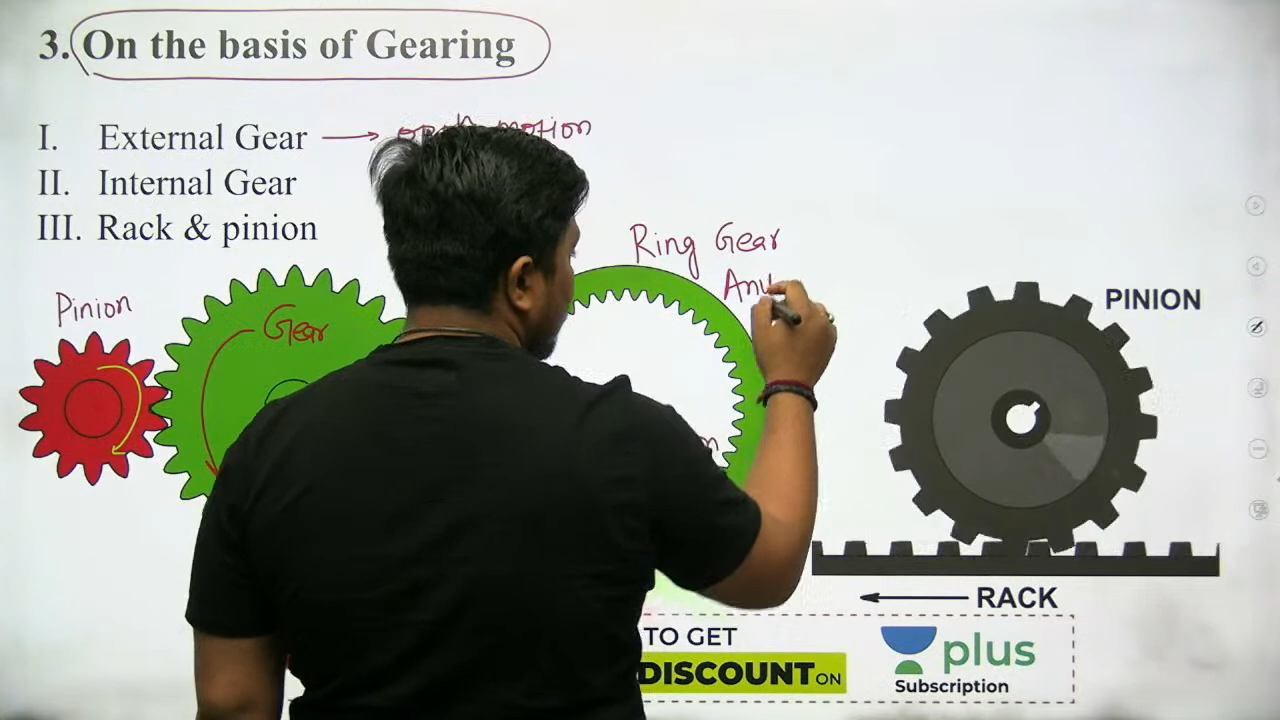 3. On the basis of Gearing
I. External Gear → motion
II. Internal Gear
III. Rack & pinion
Ring Gear
Pinion
Gear
PINION
RACK
TO GET
DISCOUNT ON
plus
Subscription